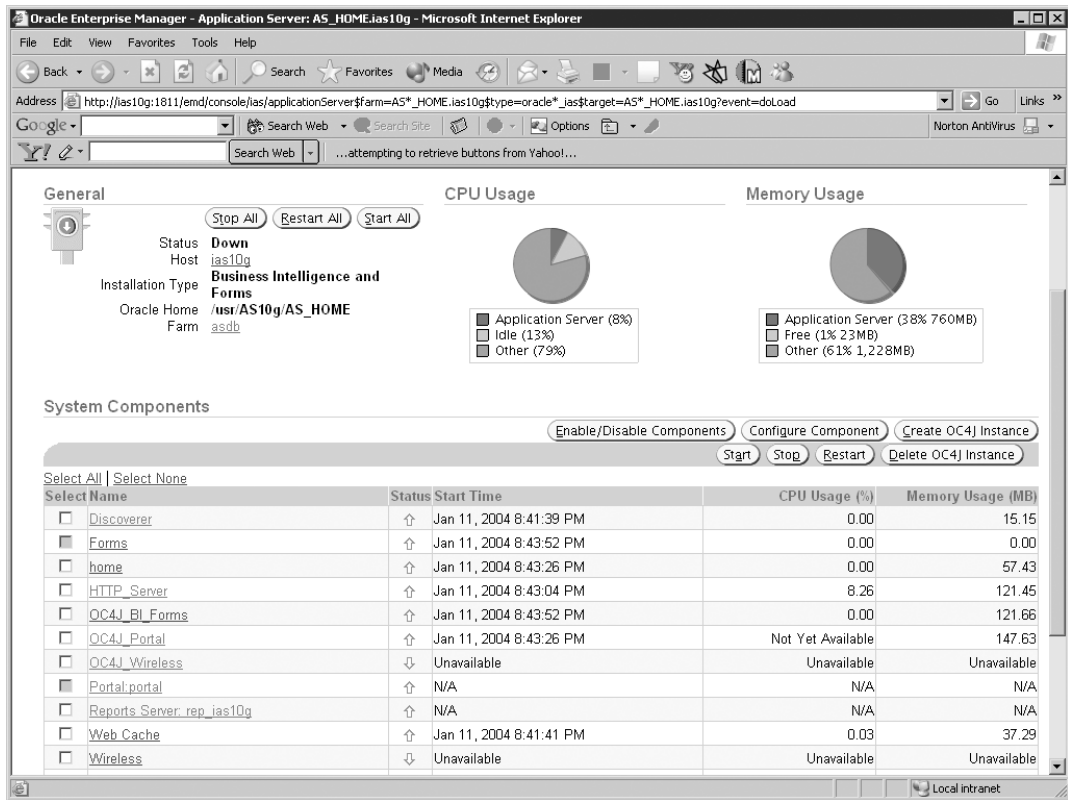 Oracle Enterprise Manager - Application Server: AS_HOME.ias10g - Microsoft Internet Explorer
File Edit View Favorites Tools Help
Back Search Favorites Media
Address http://ias10g:1811/emd/console/ias/applicationServer$farm=AS*_HOME.ias10g$type=oracle*_ias$target=AS*_HOME.ias10g?event=doLoad Go Links »
Google Search Web Search Site Options Norton AntiVirus
Y! Search Web ...attempting to retrieve buttons from Yahoo!...
General
Stop All Restart All Start All
Status Down
Host ias10g
Installation Type Business Intelligence and
Forms
Oracle Home /usr/AS10g/AS_HOME
Farm asdb
CPU Usage
Application Server (8%)
Idle (13%)
Other (79%)
Memory Usage
Application Server (38% 760MB)
Free (1% 23MB)
Other (61% 1,228MB)
System Components
Enable/Disable Components Configure Component Create OC4J Instance
Start Stop Restart Delete OC4J Instance
Select All | Select None
Select Name Status Start Time CPU Usage (%) Memory Usage (MB)
Discoverer Jan 11, 2004 8:41:39 PM 0.00 15.15
Forms Jan 11, 2004 8:43:52 PM 0.00 0.00
home Jan 11, 2004 8:43:26 PM 0.00 57.43
HTTP_Server Jan 11, 2004 8:43:04 PM 8.26 121.45
OC4J_BI_Forms Jan 11, 2004 8:43:52 PM 0.00 121.66
OC4J_Portal Jan 11, 2004 8:43:26 PM Not Yet Available 147.63
OC4J_Wireless Unavailable Unavailable Unavailable
Portal:portal N/A N/A N/A
Reports Server: rep_ias10g N/A N/A N/A
Web Cache Jan 11, 2004 8:41:41 PM 0.03 37.29
Wireless Unavailable Unavailable Unavailable
Local intranet